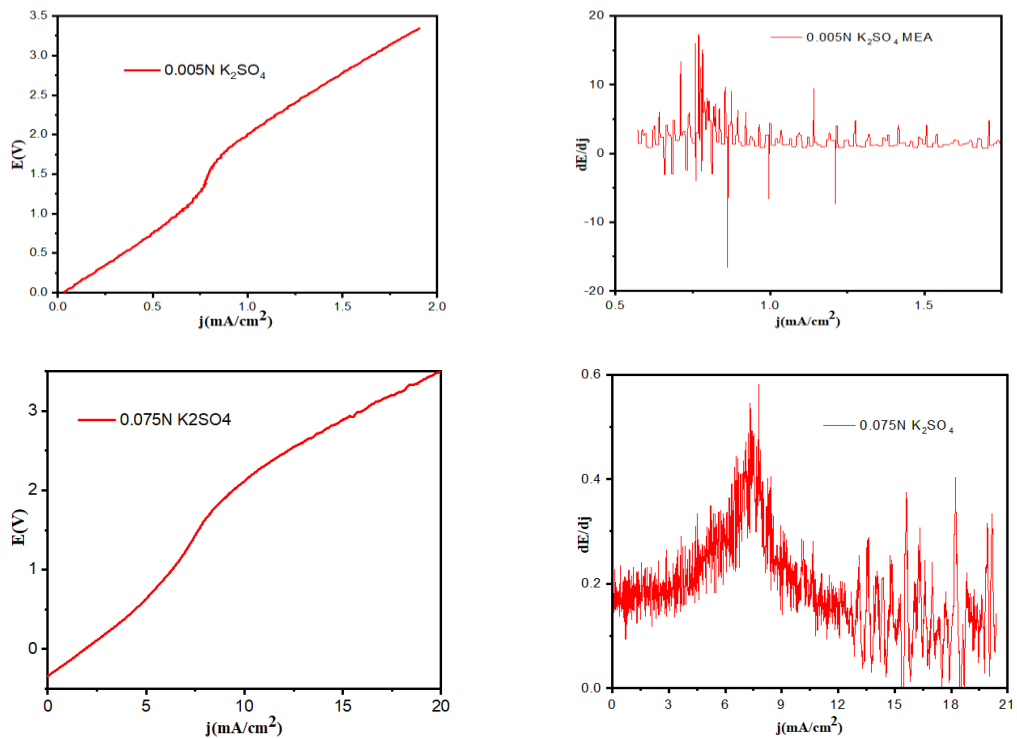 3.5
3.0
2.5
2.0
1.5
1.0
0.5
0.0
E(V)
0.005N K₂SO₄
0.0 0.5 1.0 1.5 2.0
j(mA/cm²)
20
10
0
-10
-20
dE/dj
0.005N K₂SO₄ MEA
0.5 1.0 1.5
j(mA/cm²)
3
2
1
0
E(V)
0.075N K2SO4
0 5 10 15 20
j(mA/cm²)
0.6
0.4
0.2
0.0
dE/dj
0.075N K₂SO₄
0 3 6 9 12 15 18 21
j(mA/cm²)